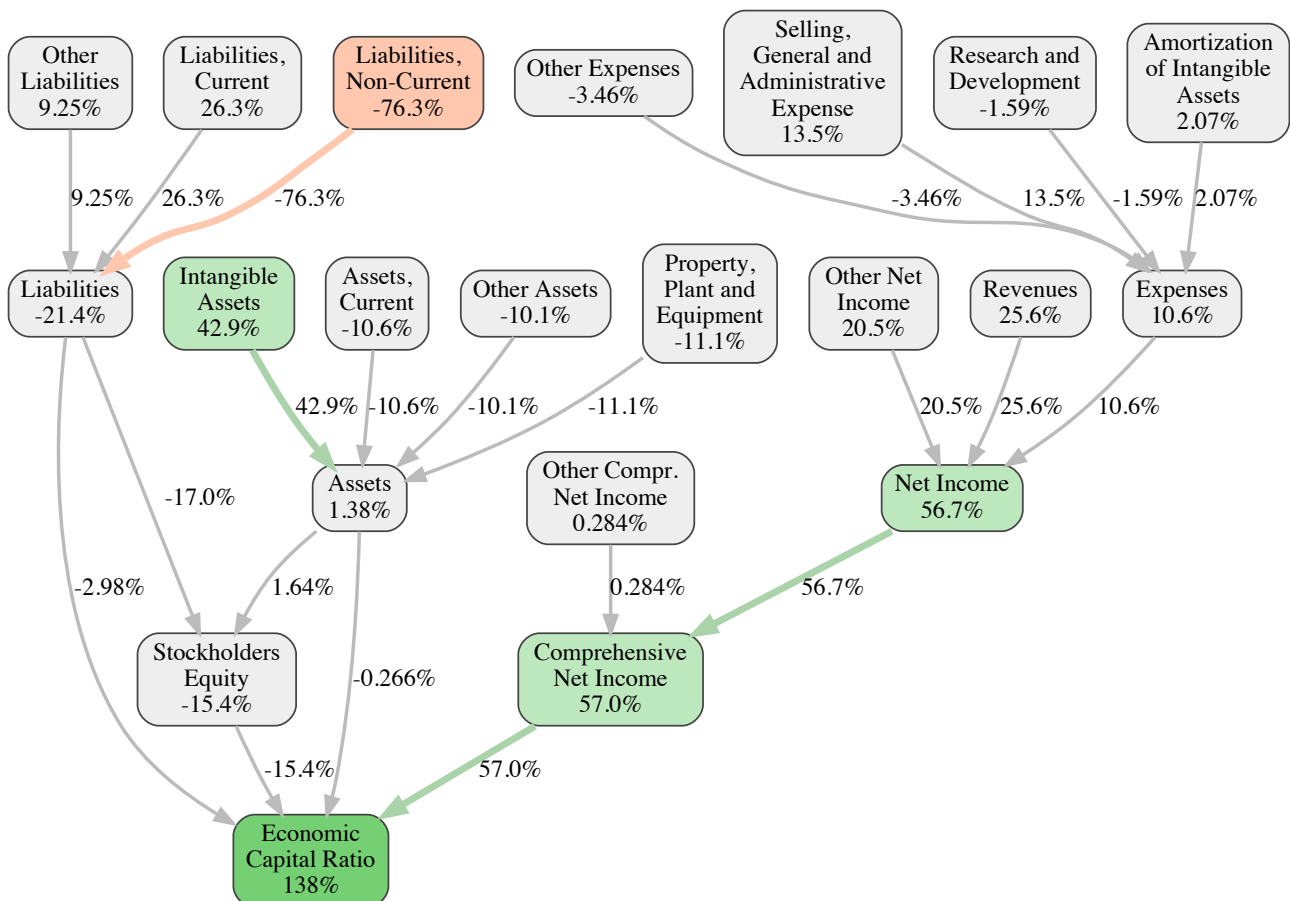 Other
Liabilities
9.25%
Liabilities,
Current
26.3%
Liabilities,
Non-Current
-76.3%
Other Expenses
-3.46%
Selling,
General and
Administrative
Expense
13.5%
Research and
Development
-1.59%
Amortization
of Intangible
Assets
2.07%
9.25%
26.3%
-76.3%
-3.46%
13.5%
-1.59%
2.07%
Liabilities
-21.4%
Intangible
Assets
42.9%
Assets,
Current
-10.6%
Other Assets
-10.1%
Property,
Plant and
Equipment
-11.1%
Other Net
Income
20.5%
Revenues
25.6%
Expenses
10.6%
42.9%
-10.6%
-10.1%
-11.1%
20.5%
25.6%
10.6%
-17.0%
Assets
1.38%
Other Compr.
Net Income
0.284%
Net Income
56.7%
-2.98%
1.64%
0.284%
56.7%
Stockholders
Equity
-15.4%
-0.266%
Comprehensive
Net Income
57.0%
-15.4%
57.0%
Economic
Capital Ratio
138%